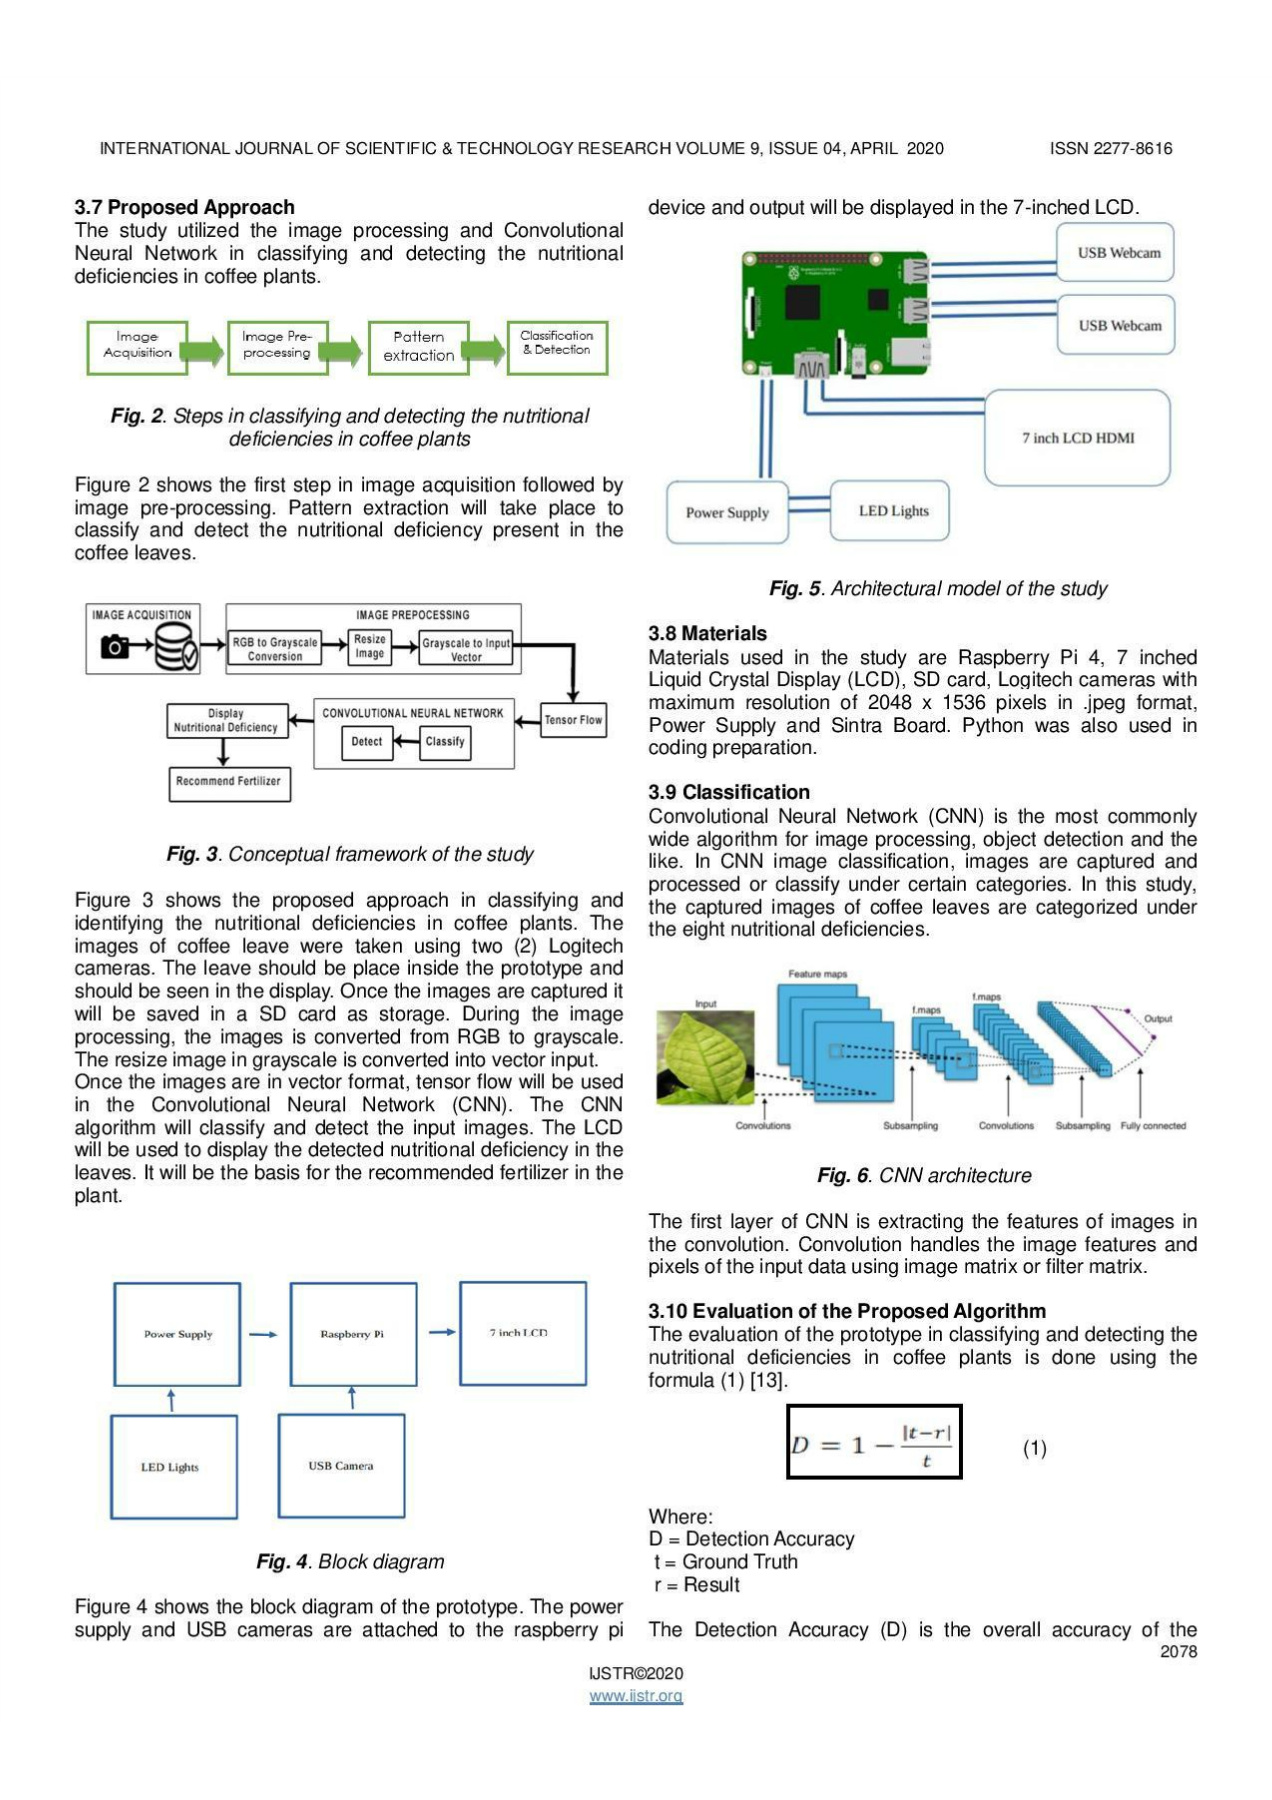 INTERNATIONAL JOURNAL OF SCIENTIFIC & TECHNOLOGY RESEARCH VOLUME 9, ISSUE 04, APRIL 2020 ISSN 2277-8616
3.7 Proposed Approach
The study utilized the image processing and Convolutional
Neural Network in classifying and detecting the nutritional
deficiencies in coffee plants.
Image
Acquisition
Image Pre-
processing
Pattern
extraction
Classification
& Detection
Fig. 2. Steps in classifying and detecting the nutritional
deficiencies in coffee plants
Figure 2 shows the first step in image acquisition followed by
image pre-processing. Pattern extraction will take place to
classify and detect the nutritional deficiency present in the
coffee leaves.
IMAGE ACQUISITION
IMAGE PREPOCESSING
RGB to Grayscale
Conversion
Resize
Image
Grayscale to Input
Vector
Tensor Flow
CONVOLUTIONAL NEURAL NETWORK
Classify
Detect
Display
Nutritional Deficiency
Recommend Fertilizer
Fig. 3. Conceptual framework of the study
Figure 3 shows the proposed approach in classifying and
identifying the nutritional deficiencies in coffee plants. The
images of coffee leave were taken using two (2) Logitech
cameras. The leave should be place inside the prototype and
should be seen in the display. Once the images are captured it
will be saved in a SD card as storage. During the image
processing, the images is converted from RGB to grayscale.
The resize image in grayscale is converted into vector input.
Once the images are in vector format, tensor flow will be used
in the Convolutional Neural Network (CNN). The CNN
algorithm will classify and detect the input images. The LCD
will be used to display the detected nutritional deficiency in the
leaves. It will be the basis for the recommended fertilizer in the
plant.
Power Supply
Raspberry Pi
7 inch LCD
LED Lights
USB Camera
Fig. 4. Block diagram
Figure 4 shows the block diagram of the prototype. The power
supply and USB cameras are attached to the raspberry pi
device and output will be displayed in the 7-inched LCD.
USB Webcam
USB Webcam
7 inch LCD HDMI
Power Supply
LED Lights
Fig. 5. Architectural model of the study
3.8 Materials
Materials used in the study are Raspberry Pi 4, 7 inched
Liquid Crystal Display (LCD), SD card, Logitech cameras with
maximum resolution of 2048 x 1536 pixels in .jpeg format,
Power Supply and Sintra Board. Python was also used in
coding preparation.
3.9 Classification
Convolutional Neural Network (CNN) is the most commonly
wide algorithm for image processing, object detection and the
like. In CNN image classification, images are captured and
processed or classify under certain categories. In this study,
the captured images of coffee leaves are categorized under
the eight nutritional deficiencies.
Feature maps
Input
f.maps
f.maps
Output
Convolutions
Subsampling
Convolutions
Subsampling
Fully connected
Fig. 6. CNN architecture
The first layer of CNN is extracting the features of images in
the convolution. Convolution handles the image features and
pixels of the input data using image matrix or filter matrix.
3.10 Evaluation of the Proposed Algorithm
The evaluation of the prototype in classifying and detecting the
nutritional deficiencies in coffee plants is done using the
formula (1) [13].
D = 1 − |t−r| / t (1)
Where:
D = Detection Accuracy
t = Ground Truth
r = Result
The Detection Accuracy (D) is the overall accuracy of the
2078
IJSTR©2020
www.ijstr.org